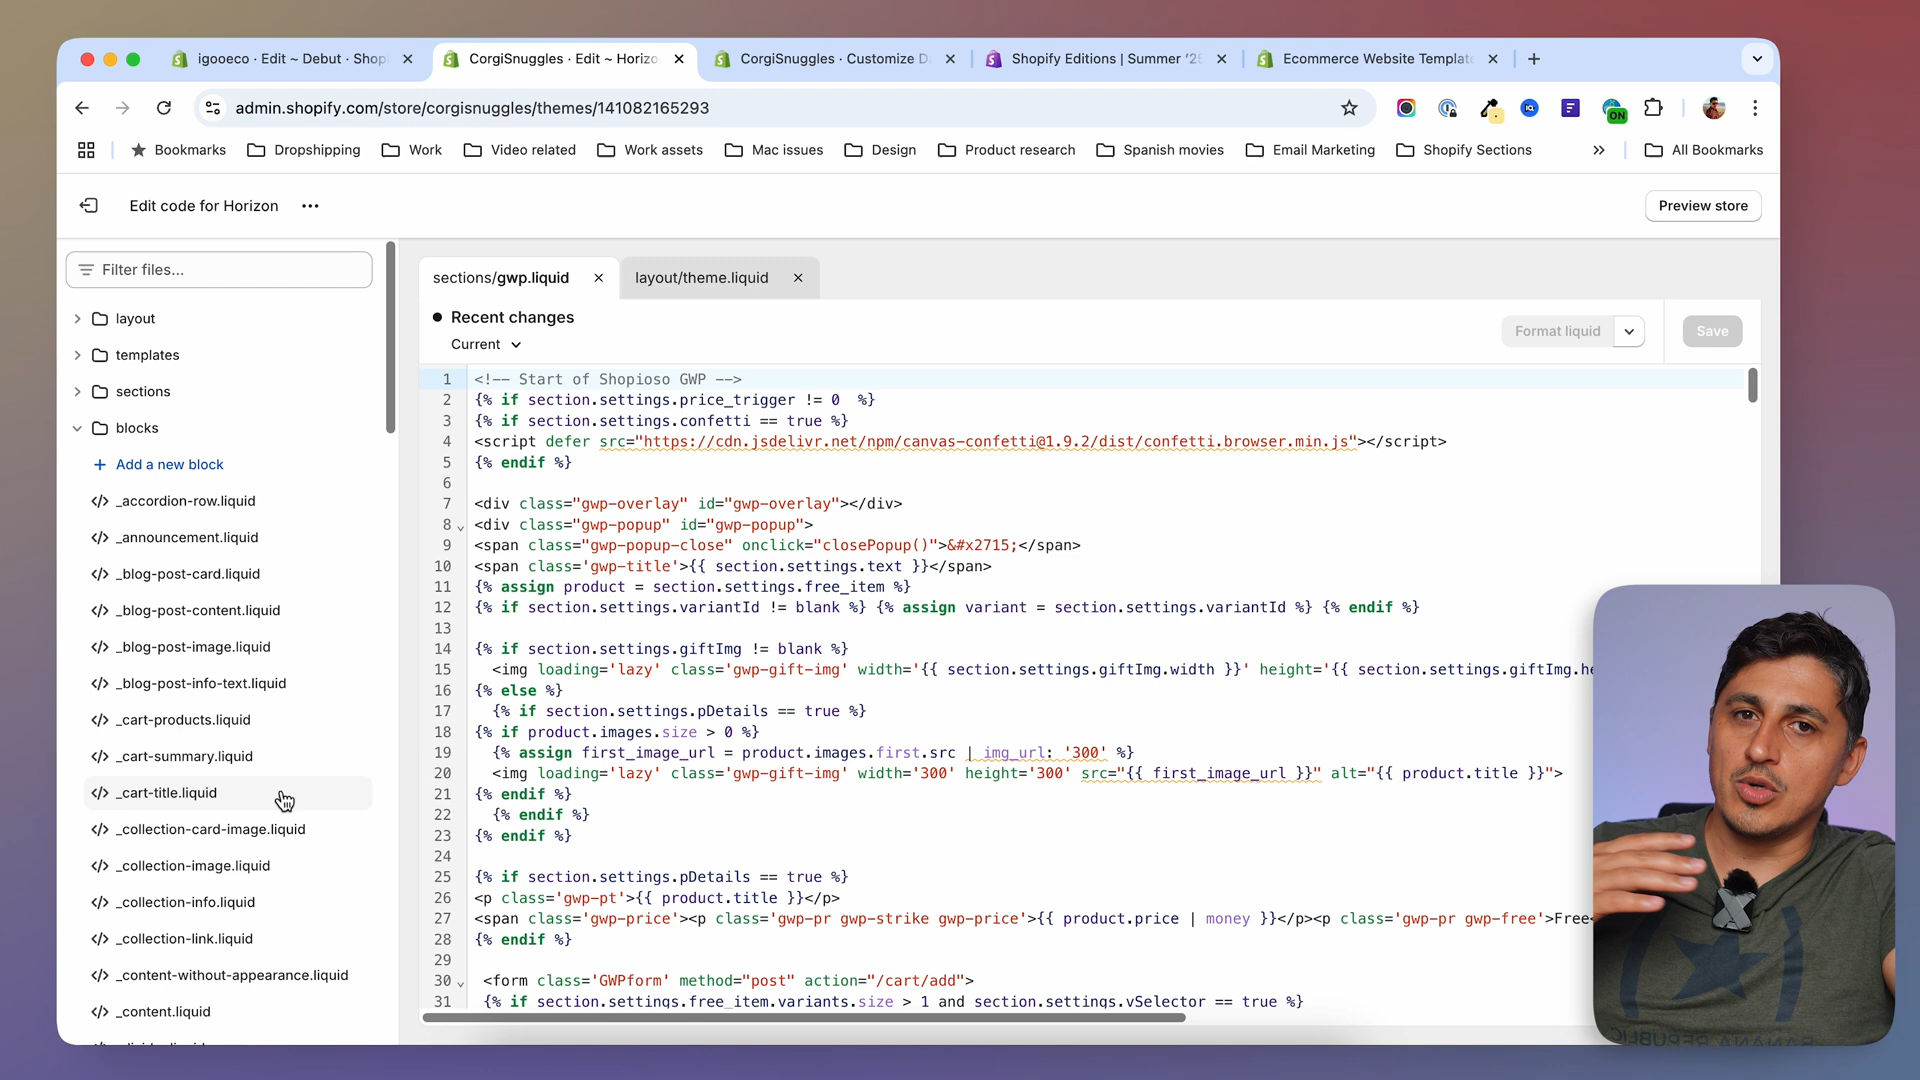 igooeco · Edit ~ Debut · Shop
CorgiSnuggles · Edit ~ Horizo
CorgiSnuggles · Customize D
Shopify Editions | Summer '25
Ecommerce Website Templat
admin.shopify.com/store/corgisnuggles/themes/141082165293
ON
Bookmarks
Dropshipping
Work
Video related
Work assets
Mac issues
Design
Product research
Spanish movies
Email Marketing
Shopify Sections
All Bookmarks
Edit code for Horizon
Preview store
Filter files...
layout
templates
sections
blocks
Add a new block
_accordion-row.liquid
_announcement.liquid
_blog-post-card.liquid
_blog-post-content.liquid
_blog-post-image.liquid
_blog-post-info-text.liquid
_cart-products.liquid
_cart-summary.liquid
_cart-title.liquid
_collection-card-image.liquid
_collection-image.liquid
_collection-info.liquid
_collection-link.liquid
_content-without-appearance.liquid
_content.liquid
sections/gwp.liquid
layout/theme.liquid
Recent changes
Current
Format liquid
Save
1 <!-- Start of Shopioso GWP -->
2 {% if section.settings.price_trigger != 0  %}
3 {% if section.settings.confetti == true %}
4 <script defer src="https://cdn.jsdelivr.net/npm/canvas-confetti@1.9.2/dist/confetti.browser.min.js"></script>
5 {% endif %}
6
7 <div class="gwp-overlay" id="gwp-overlay"></div>
8 <div class="gwp-popup" id="gwp-popup">
9 <span class="gwp-popup-close" onclick="closePopup()">&#x2715;</span>
10 <span class='gwp-title'>{{ section.settings.text }}</span>
11 {% assign product = section.settings.free_item %}
12 {% if section.settings.variantId != blank %} {% assign variant = section.settings.variantId %} {% endif %}
13
14 {% if section.settings.giftImg != blank %}
15 <img loading='lazy' class='gwp-gift-img' width='{{ section.settings.giftImg.width }}' height='{{ section.settings.giftImg.he
16 {% else %}
17 {% if section.settings.pDetails == true %}
18 {% if product.images.size > 0 %}
19 {% assign first_image_url = product.images.first.src | img_url: '300' %}
20 <img loading='lazy' class='gwp-gift-img' width='300' height='300' src="{{ first_image_url }}" alt="{{ product.title }}">
21 {% endif %}
22 {% endif %}
23 {% endif %}
24
25 {% if section.settings.pDetails == true %}
26 <p class='gwp-pt'>{{ product.title }}</p>
27 <span class='gwp-price'><p class='gwp-pr gwp-strike gwp-price'>{{ product.price | money }}</p><p class='gwp-pr gwp-free'>Free<
28 {% endif %}
29
30 <form class='GWPform' method="post" action="/cart/add">
31 {% if section.settings.free_item.variants.size > 1 and section.settings.vSelector == true %}